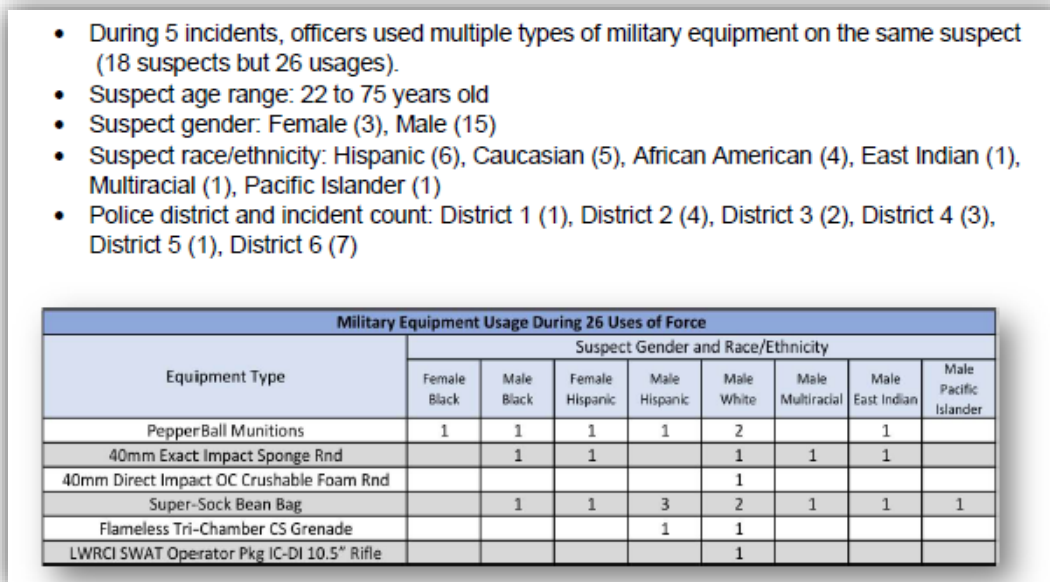 • During 5 incidents, officers used multiple types of military equipment on the same suspect
(18 suspects but 26 usages).
• Suspect age range: 22 to 75 years old
• Suspect gender: Female (3), Male (15)
• Suspect race/ethnicity: Hispanic (6), Caucasian (5), African American (4), East Indian (1),
Multiracial (1), Pacific Islander (1)
• Police district and incident count: District 1 (1), District 2 (4), District 3 (2), District 4 (3),
District 5 (1), District 6 (7)
Military Equipment Usage During 26 Uses of Force
Suspect Gender and Race/Ethnicity
Equipment Type Female Black Male Black Female Hispanic Male Hispanic Male White Male Multiracial Male East Indian Male Pacific Islander
PepperBall Munitions 1 1 1 1 2 1
40mm Exact Impact Sponge Rnd 1 1 1 1 1
40mm Direct Impact OC Crushable Foam Rnd 1
Super-Sock Bean Bag 1 1 3 2 1 1 1
Flameless Tri-Chamber CS Grenade 1 1
LWRCI SWAT Operator Pkg IC-DI 10.5" Rifle 1